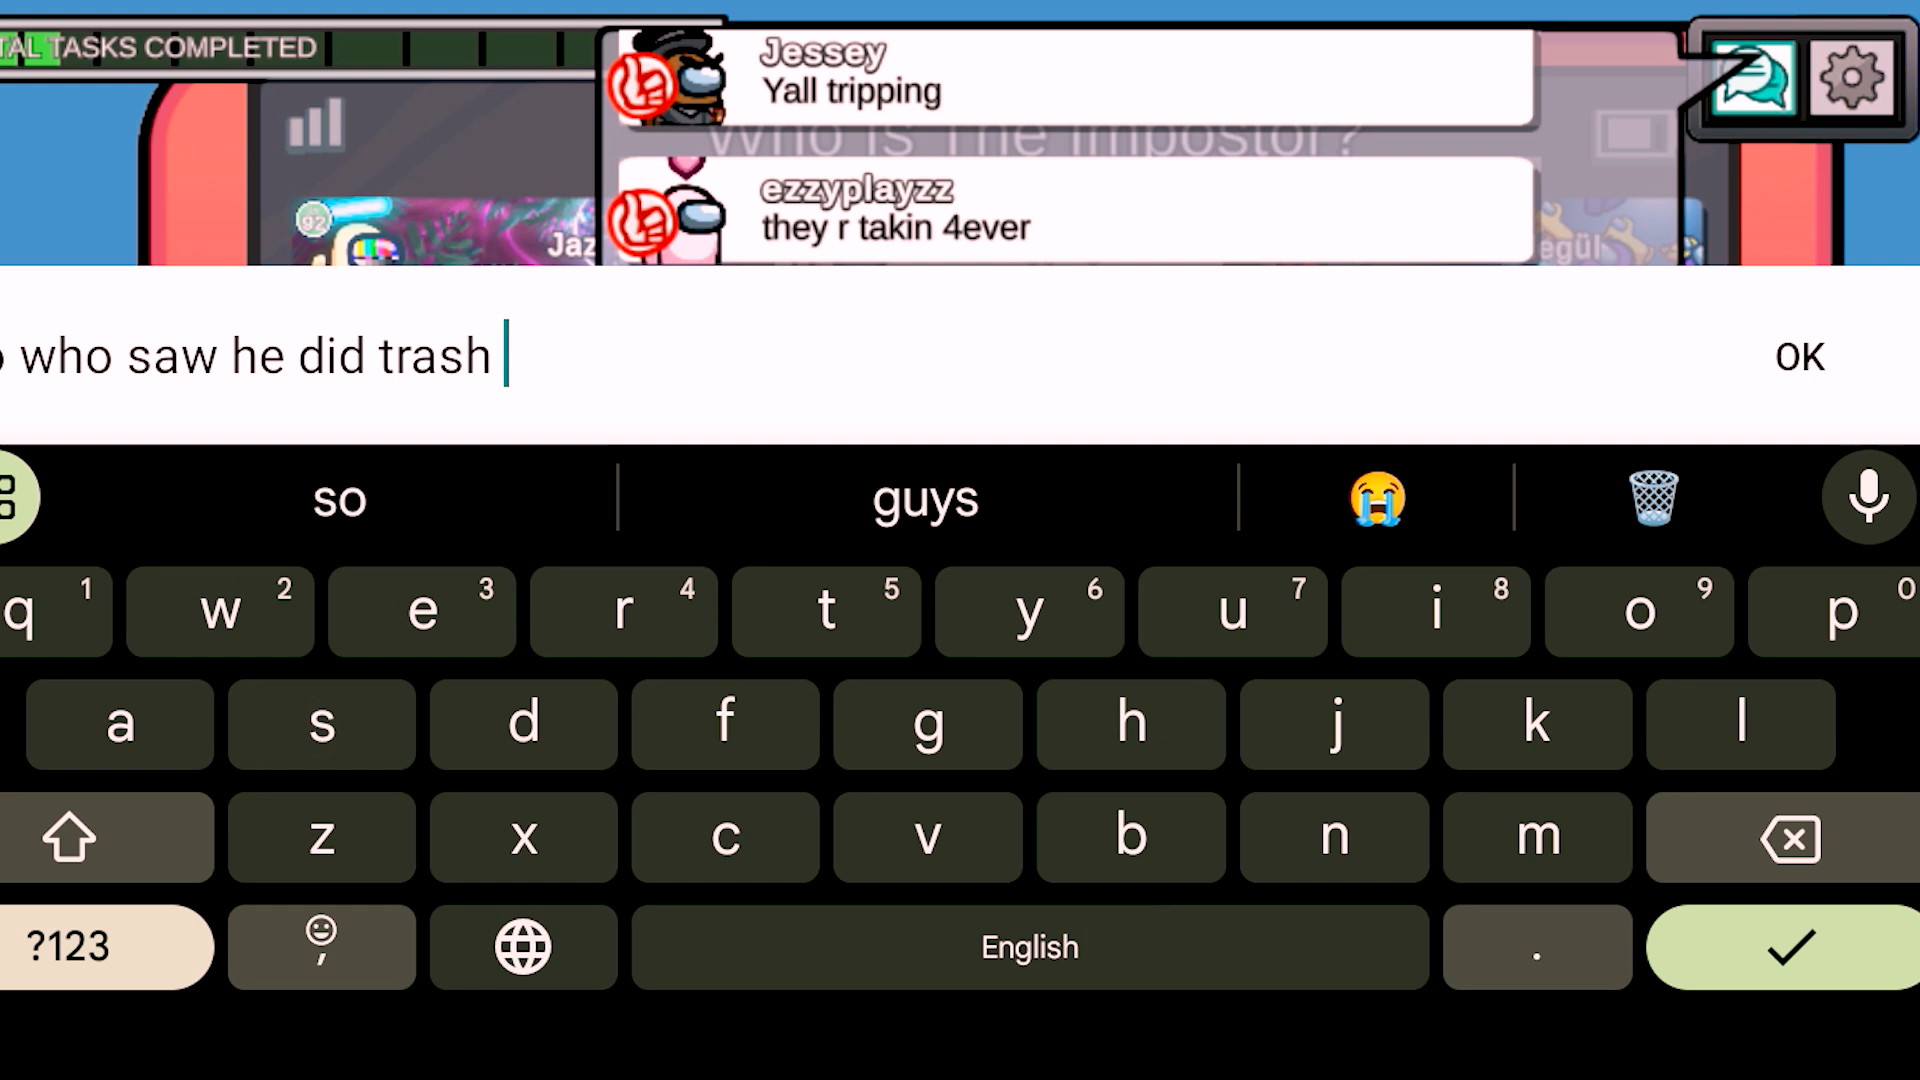 TAL TASKS COMPLETED
Jessey
Yall tripping
Who Is The Impostor?
ezzyplayzz
they r takin 4ever
92
Jaz
egül
who saw he did trash
OK
so
guys
q 1 w 2 e 3 r 4 t 5 y 6 u 7 i 8 o 9 p 0
a s d f g h j k l
z x c v b n m
?123
,
English
.